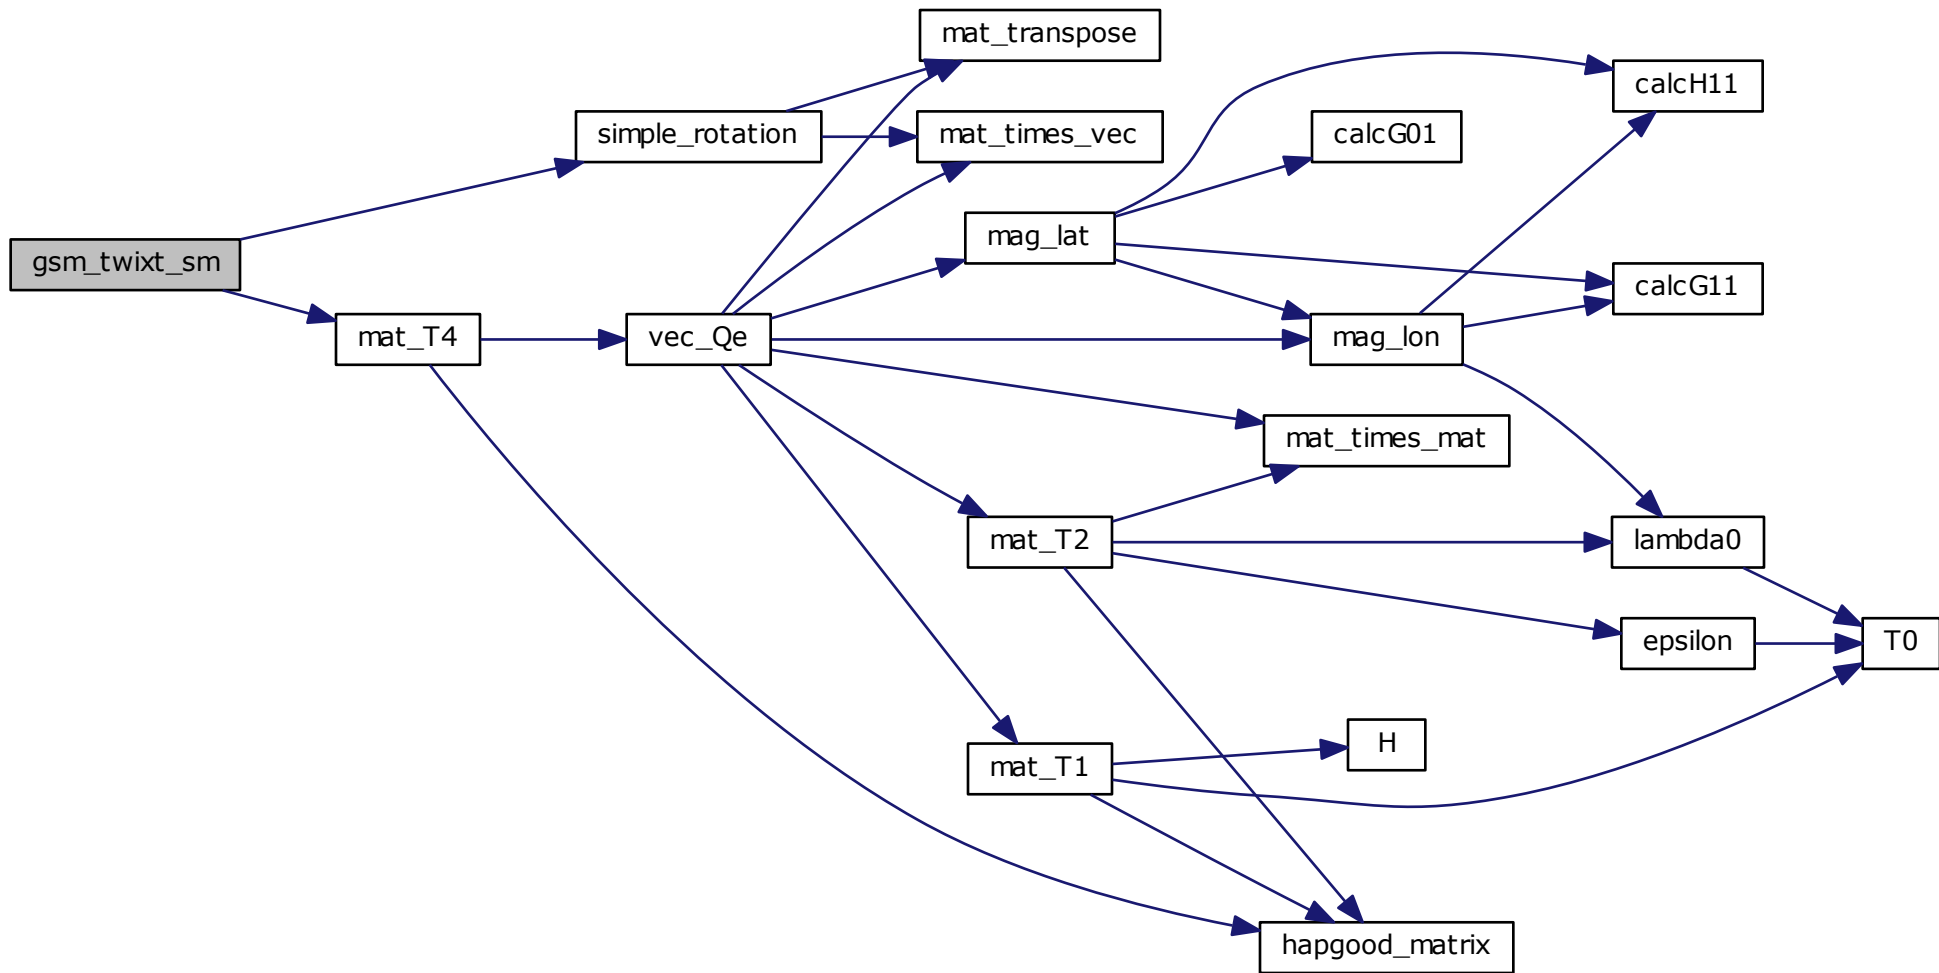 mat_transpose
calcH11
simple_rotation
mat_times_vec
calcG01
mag_lat
gsm_twixt_sm
calcG11
mat_T4
vec_Qe
mag_lon
mat_times_mat
mat_T2
lambda0
epsilon
T0
H
mat_T1
hapgood_matrix